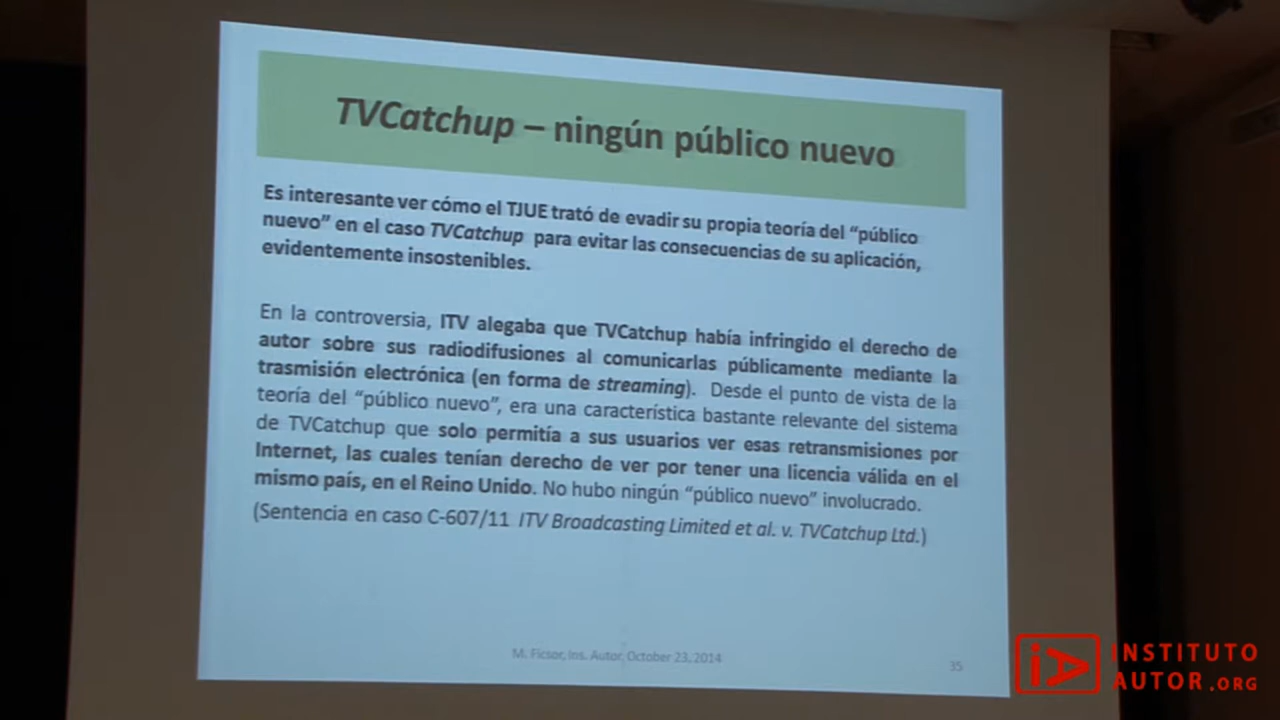 TVCatchup – ningún público nuevo
Es interesante ver cómo el TJUE trató de evadir su propia teoría del “público
nuevo” en el caso TVCatchup para evitar las consecuencias de su aplicación,
evidentemente insostenibles.
En la controversia, ITV alegaba que TVCatchup había infringido el derecho de
autor sobre sus radiodifusiones al comunicarlas públicamente mediante la
trasmisión electrónica (en forma de streaming). Desde el punto de vista de la
teoría del “público nuevo”, era una característica bastante relevante del sistema
de TVCatchup que solo permitía a sus usuarios ver esas retransmisiones por
Internet, las cuales tenían derecho de ver por tener una licencia válida en el
mismo país, en el Reino Unido. No hubo ningún “público nuevo” involucrado.
(Sentencia en caso C-607/11 ITV Broadcasting Limited et al. v. TVCatchup Ltd.)
M. Ficsor, Ins. Autor, October 23, 2014
35
iA INSTITUTO
AUTOR.ORG